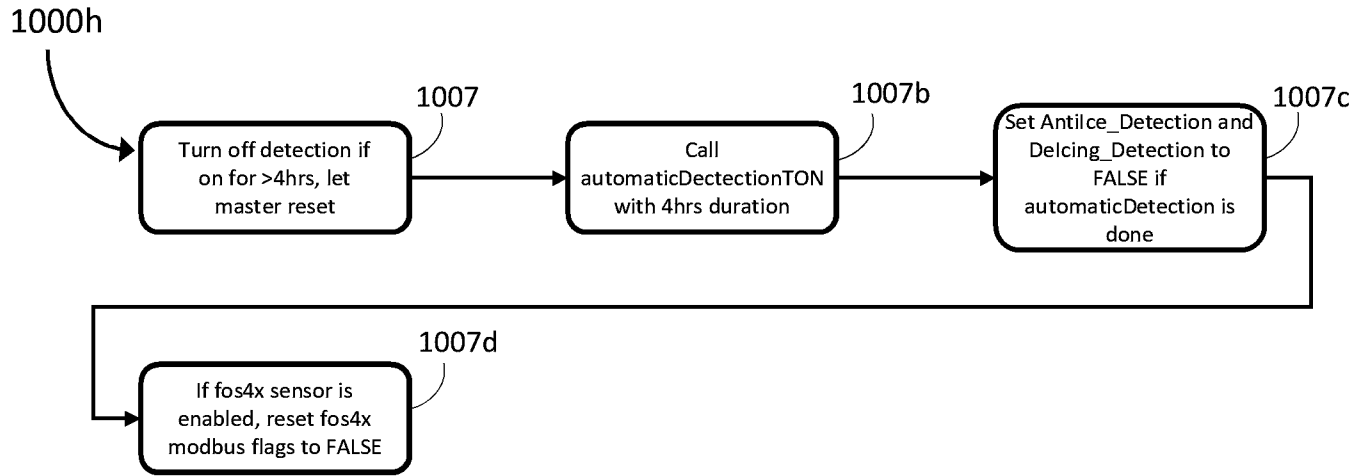 1000h
1007
Turn off detection if
on for >4hrs, let
master reset
1007b
Call
automaticDectectionTON
with 4hrs duration
1007c
Set AntiIce_Detection and
DeIcing_Detection to
FALSE if
automaticDetection is
done
1007d
If fos4x sensor is
enabled, reset fos4x
modbus flags to FALSE